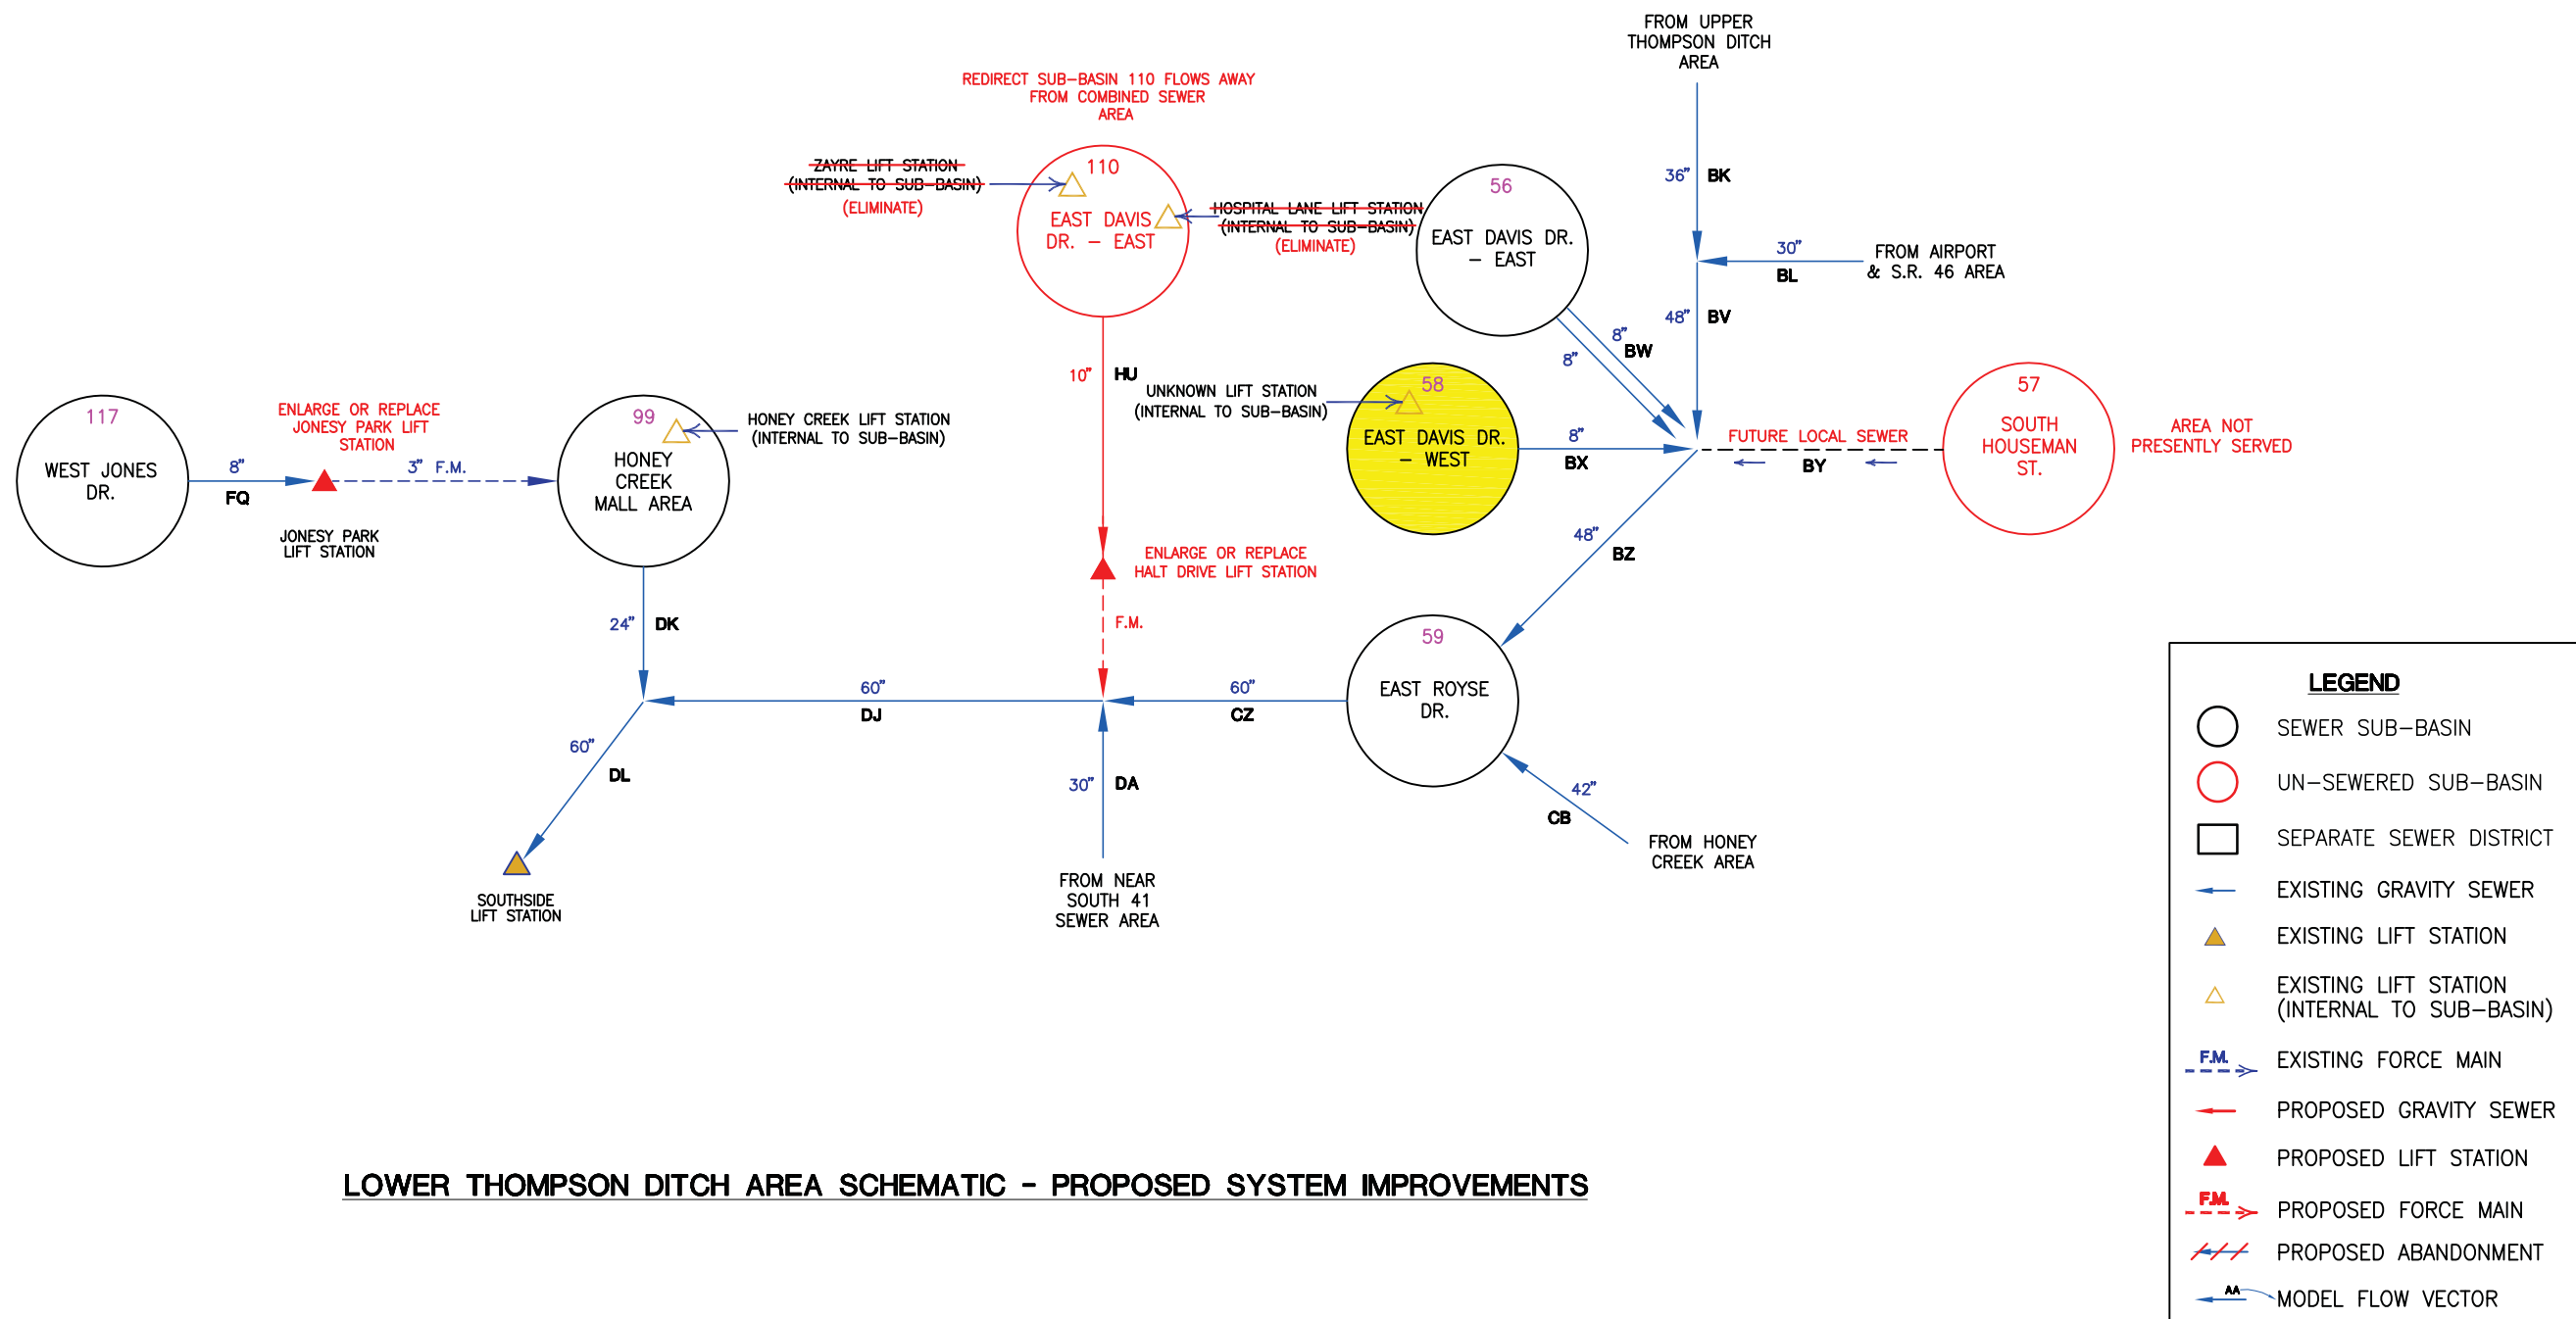 FROM UPPER
THOMPSON DITCH
AREA
REDIRECT SUB-BASIN 110 FLOWS AWAY
FROM COMBINED SEWER
AREA
ZAYRE LIFT STATION
(INTERNAL TO SUB-BASIN)
(ELIMINATE)
110
EAST DAVIS
DR. - EAST
HOSPITAL LANE LIFT STATION
(INTERNAL TO SUB-BASIN)
(ELIMINATE)
56
EAST DAVIS DR.
- EAST
36" BK
30"
BL
FROM AIRPORT
& S.R. 46 AREA
48" BV
8"
BW
8"
10" HU
UNKNOWN LIFT STATION
(INTERNAL TO SUB-BASIN)
58
EAST DAVIS DR.
- WEST
8"
BX
FUTURE LOCAL SEWER
BY
57
SOUTH
HOUSEMAN
ST.
AREA NOT
PRESENTLY SERVED
117
WEST JONES
DR.
8"
FQ
ENLARGE OR REPLACE
JONESY PARK LIFT
STATION
3" F.M.
JONESY PARK
LIFT STATION
99
HONEY
CREEK
MALL AREA
HONEY CREEK LIFT STATION
(INTERNAL TO SUB-BASIN)
48"
BZ
ENLARGE OR REPLACE
HALT DRIVE LIFT STATION
F.M.
24" DK
59
EAST ROYSE
DR.
60"
DJ
60"
CZ
60"
DL
30" DA
42"
CB
FROM HONEY
CREEK AREA
SOUTHSIDE
LIFT STATION
FROM NEAR
SOUTH 41
SEWER AREA
LOWER THOMPSON DITCH AREA SCHEMATIC - PROPOSED SYSTEM IMPROVEMENTS
LEGEND
SEWER SUB-BASIN
UN-SEWERED SUB-BASIN
SEPARATE SEWER DISTRICT
EXISTING GRAVITY SEWER
EXISTING LIFT STATION
EXISTING LIFT STATION
(INTERNAL TO SUB-BASIN)
F.M. EXISTING FORCE MAIN
PROPOSED GRAVITY SEWER
PROPOSED LIFT STATION
F.M. PROPOSED FORCE MAIN
PROPOSED ABANDONMENT
AA MODEL FLOW VECTOR